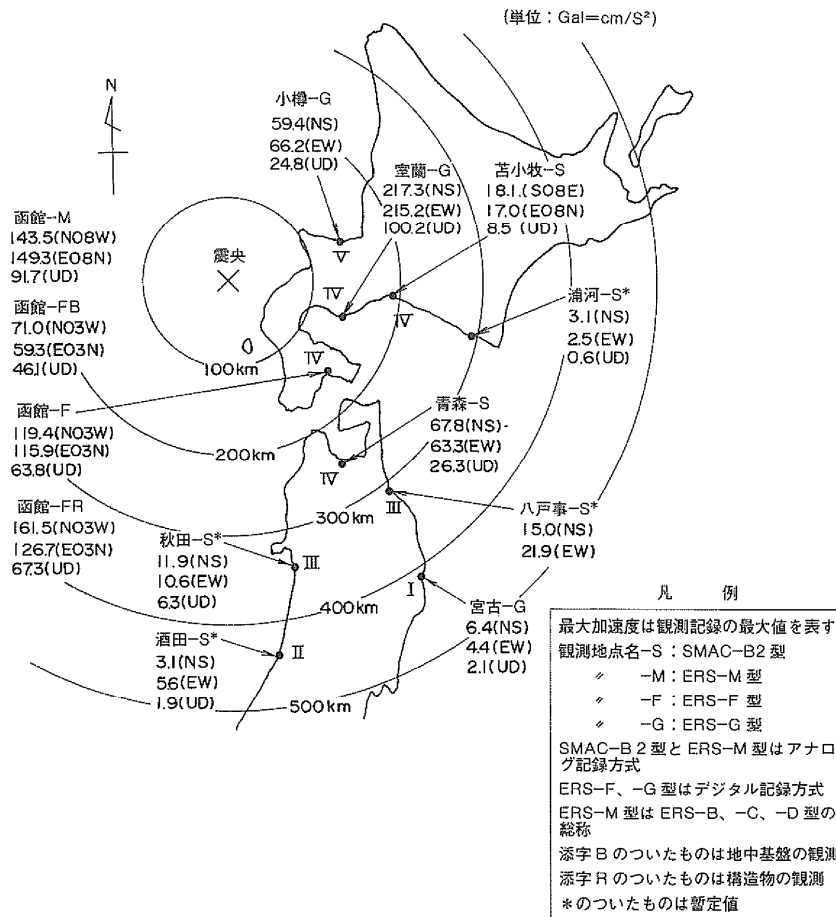 (単位：Gal=cm/S²)
N
小樽-G
59.4(NS)
66.2(EW)
24.8(UD)
室蘭-G
217.3(NS)
215.2(EW)
100.2(UD)
苫小牧-S
18.1.(S08E)
17.0(E08N)
8.5 (UD)
函館-M
143.5(N08W)
149.3(E08N)
91.7(UD)
震央
V
IV
IV
浦河-S*
3.1(NS)
2.5(EW)
0.6(UD)
函館-FB
71.0(N03W)
59.3(E03N)
46.1(UD)
100km
IV
函館-F
119.4(N03W)
115.9(E03N)
63.8(UD)
青森-S
67.8(NS)-
63.3(EW)
26.3(UD)
200km
IV
函館-FR
161.5(N03W)
126.7(E03N)
67.3(UD)
300km
III
八戸事-S*
15.0(NS)
21.9(EW)
秋田-S*
11.9(NS)
10.6(EW)
6.3(UD)
III
400km
I
宮古-G
6.4(NS)
4.4(EW)
2.1(UD)
酒田-S*
3.1(NS)
5.6(EW)
1.9(UD)
II
500km
凡 例
最大加速度は観測記録の最大値を表す
観測地点名-S：SMAC-B2型
〃 -M：ERS-M型
〃 -F：ERS-F 型
〃 -G：ERS-G 型
SMAC-B2型とERS-M型はアナロ
グ記録方式
ERS-F、-G型はデジタル記録方式
ERS-M型はERS-B、-C、-D型の
総称
添字Bのついたものは地中基盤の観測
添字Rのついたものは構造物の観測
*のついたものは暫定値